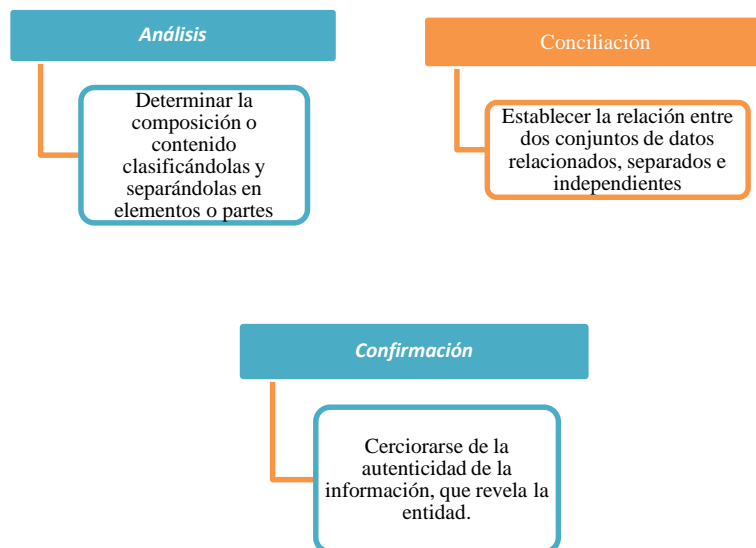 Análisis
Determinar la
composición o
contenido
clasificándolas y
separándolas en
elementos o partes
Conciliación
Establecer la relación entre
dos conjuntos de datos
relacionados, separados e
independientes
Confirmación
Cerciorarse de la
autenticidad de la
información, que revela la
entidad.